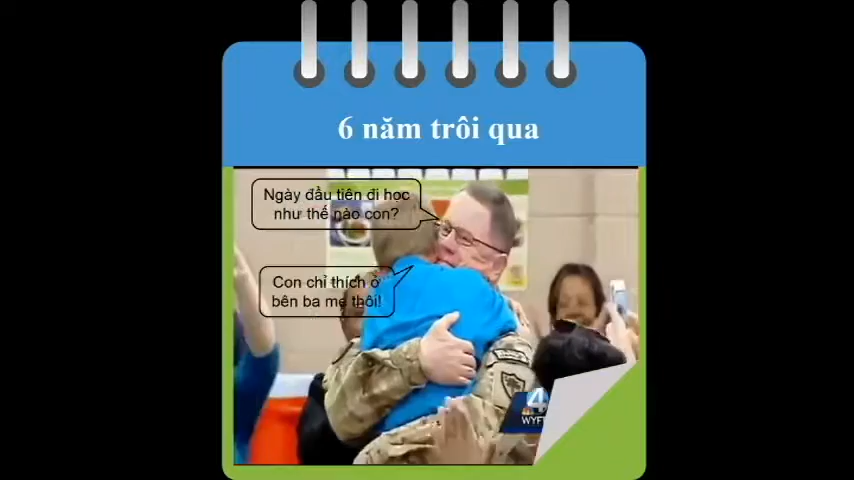 6 năm trôi qua
Ngày đầu tiên đi học
như thế nào con?
Con chỉ thích ở
bên ba mẹ thôi!
4